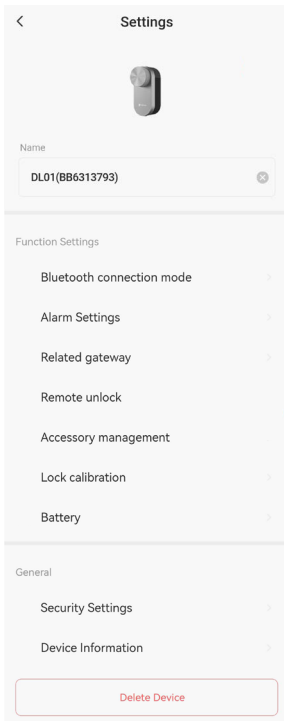 Settings
Name
DL01(BB6313793)
Function Settings
Bluetooth connection mode
Alarm Settings
Related gateway
Remote unlock
Accessory management
Lock calibration
Battery
General
Security Settings
Device Information
Delete Device